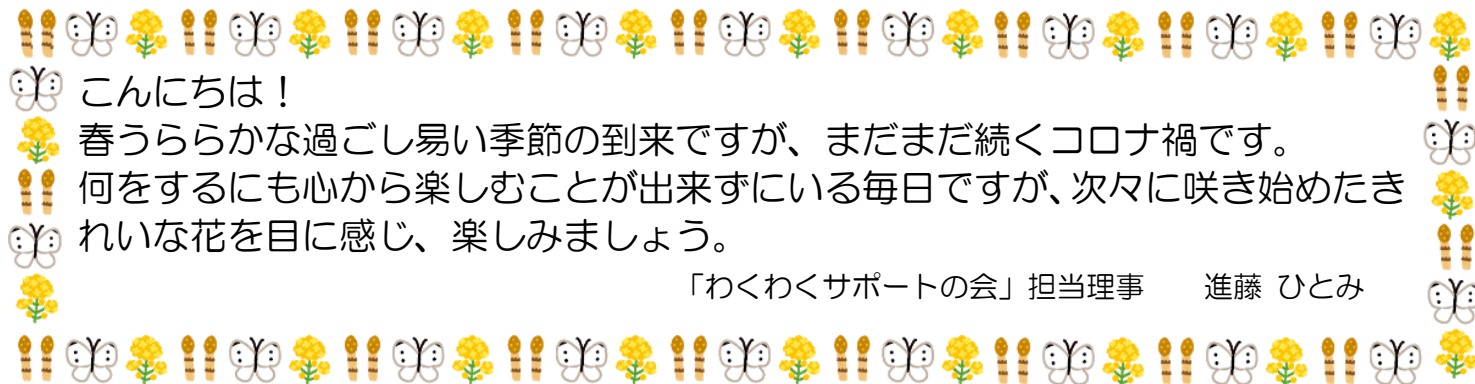 こんにちは！
春うららかな過ごし易い季節の到来ですが、まだまだ続くコロナ禍です。
何をするにも心から楽しむことが出来ずにいる毎日ですが、次々に咲き始めたき
れいな花を目に感じ、楽しみましょう。
「わくわくサポートの会」担当理事　　進藤 ひとみ